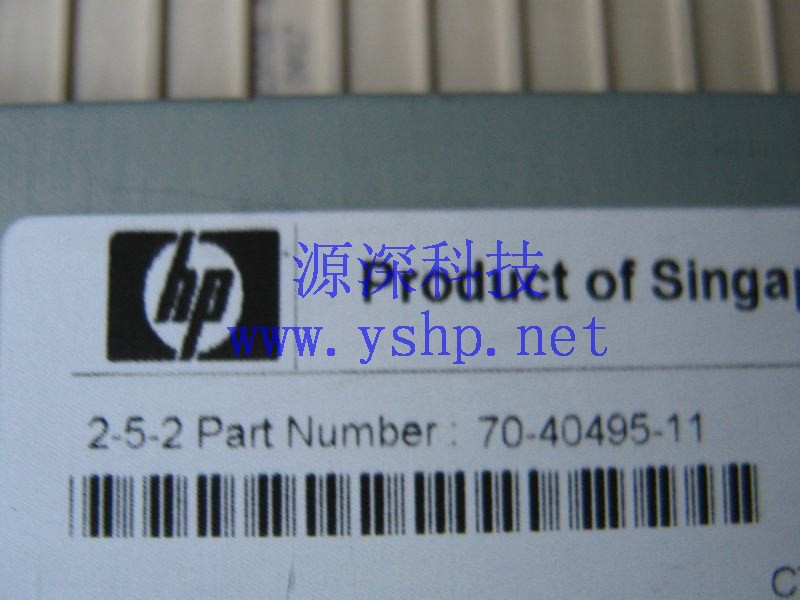 hp
源深科技
Product of Singap
www.yshp.net
2-5-2 Part Number : 70-40495-11